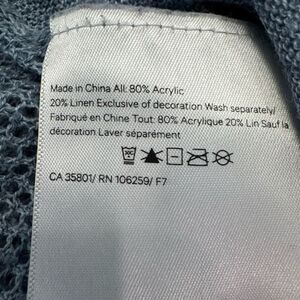 Made in China All: 80% Acrylic
20% Linen Exclusive of decoration Wash separately/
Fabriqué en Chine Tout: 80% Acrylique 20% Lin Sauf la
décoration Laver séparément
CA 35801/ RN 106259/ F7